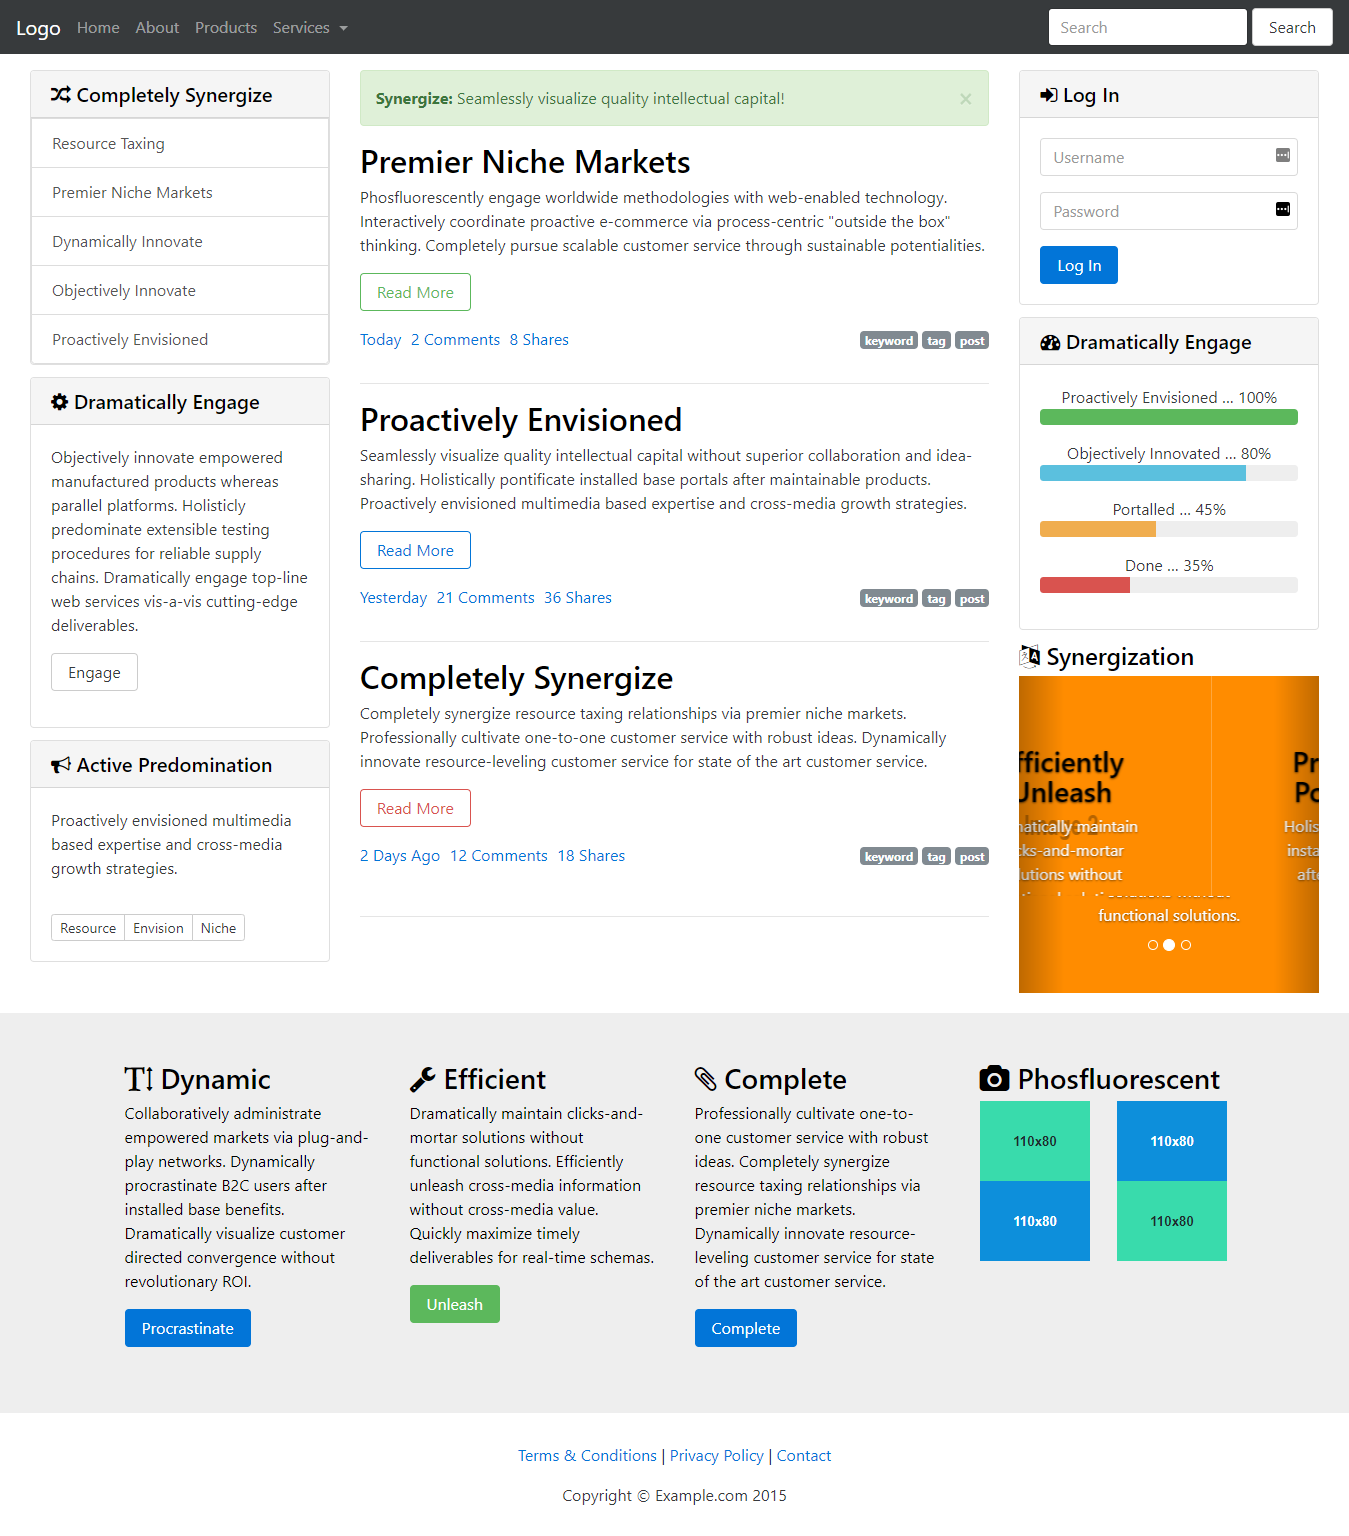 Logo Home About Products Services Search Search
Completely Synergize
Resource Taxing
Premier Niche Markets
Dynamically Innovate
Objectively Innovate
Proactively Envisioned
Dramatically Engage
Objectively innovate empowered
manufactured products whereas
parallel platforms. Holisticly
predominate extensible testing
procedures for reliable supply
chains. Dramatically engage top-line
web services vis-a-vis cutting-edge
deliverables.
Engage
Active Predomination
Proactively envisioned multimedia
based expertise and cross-media
growth strategies.
Resource Envision Niche
Synergize: Seamlessly visualize quality intellectual capital! ×
Premier Niche Markets
Phosfluorescently engage worldwide methodologies with web-enabled technology.
Interactively coordinate proactive e-commerce via process-centric "outside the box"
thinking. Completely pursue scalable customer service through sustainable potentialities.
Read More
Today 2 Comments 8 Shares keyword tag post
Proactively Envisioned
Seamlessly visualize quality intellectual capital without superior collaboration and idea-
sharing. Holistically pontificate installed base portals after maintainable products.
Proactively envisioned multimedia based expertise and cross-media growth strategies.
Read More
Yesterday 21 Comments 36 Shares keyword tag post
Completely Synergize
Completely synergize resource taxing relationships via premier niche markets.
Professionally cultivate one-to-one customer service with robust ideas. Dynamically
innovate resource-leveling customer service for state of the art customer service.
Read More
2 Days Ago 12 Comments 18 Shares keyword tag post
Log In
Username
Password
Log In
Dramatically Engage
Proactively Envisioned ... 100%
Objectively Innovated ... 80%
Portalled ... 45%
Done ... 35%
Synergization
fficiently Pr
Unleash Po
atically maintain Holis
ks-and-mortar insta
lutions without afte
functional solutions.
Dynamic
Collaboratively administrate
empowered markets via plug-and-
play networks. Dynamically
procrastinate B2C users after
installed base benefits.
Dramatically visualize customer
directed convergence without
revolutionary ROI.
Procrastinate
Efficient
Dramatically maintain clicks-and-
mortar solutions without
functional solutions. Efficiently
unleash cross-media information
without cross-media value.
Quickly maximize timely
deliverables for real-time schemas.
Unleash
Complete
Professionally cultivate one-to-
one customer service with robust
ideas. Completely synergize
resource taxing relationships via
premier niche markets.
Dynamically innovate resource-
leveling customer service for state
of the art customer service.
Complete
Phosfluorescent
110x80 110x80
110x80 110x80
Terms & Conditions | Privacy Policy | Contact
Copyright © Example.com 2015